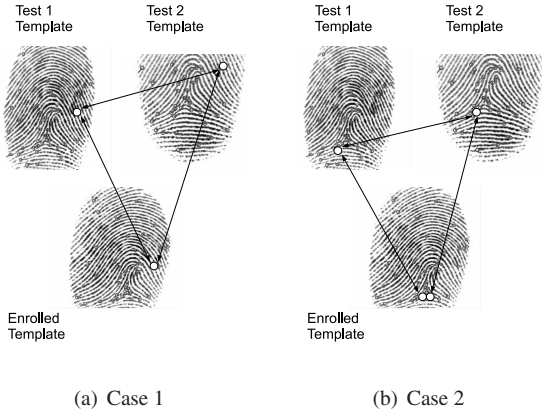 Test 1
Template
Test 2
Template
Enrolled
Template
(a) Case 1
Test 1
Template
Test 2
Template
Enrolled
Template
(b) Case 2